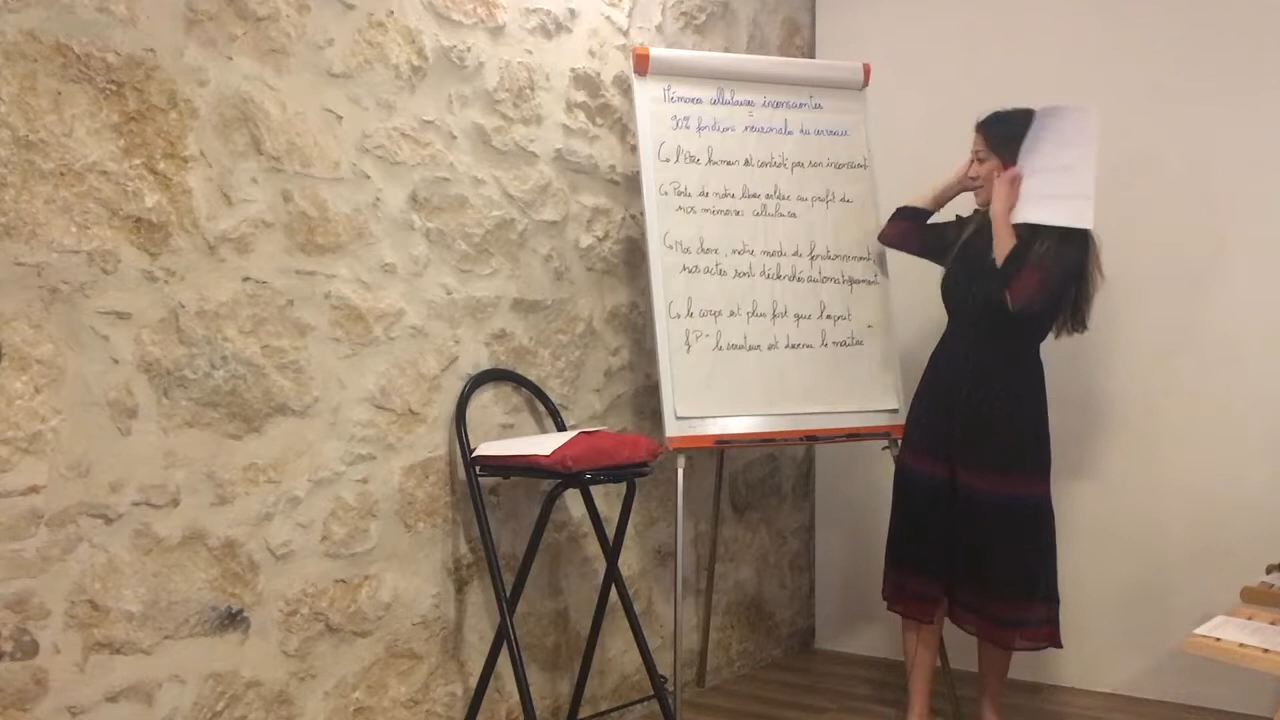 Mémoires cellulaires inconscientes
=
90% fonctions neuronales du cerveau
↳ l'Etre humain est contrôlé par son inconscient
↳ Perte de notre libre arbitre au profit de
nos mémoires cellulaires
↳ Nos choix, notre mode de fonctionnement,
nos actes sont déclenchés automatiquement
↳ le corps est plus fort que l'esprit
le serviteur est devenu le maître